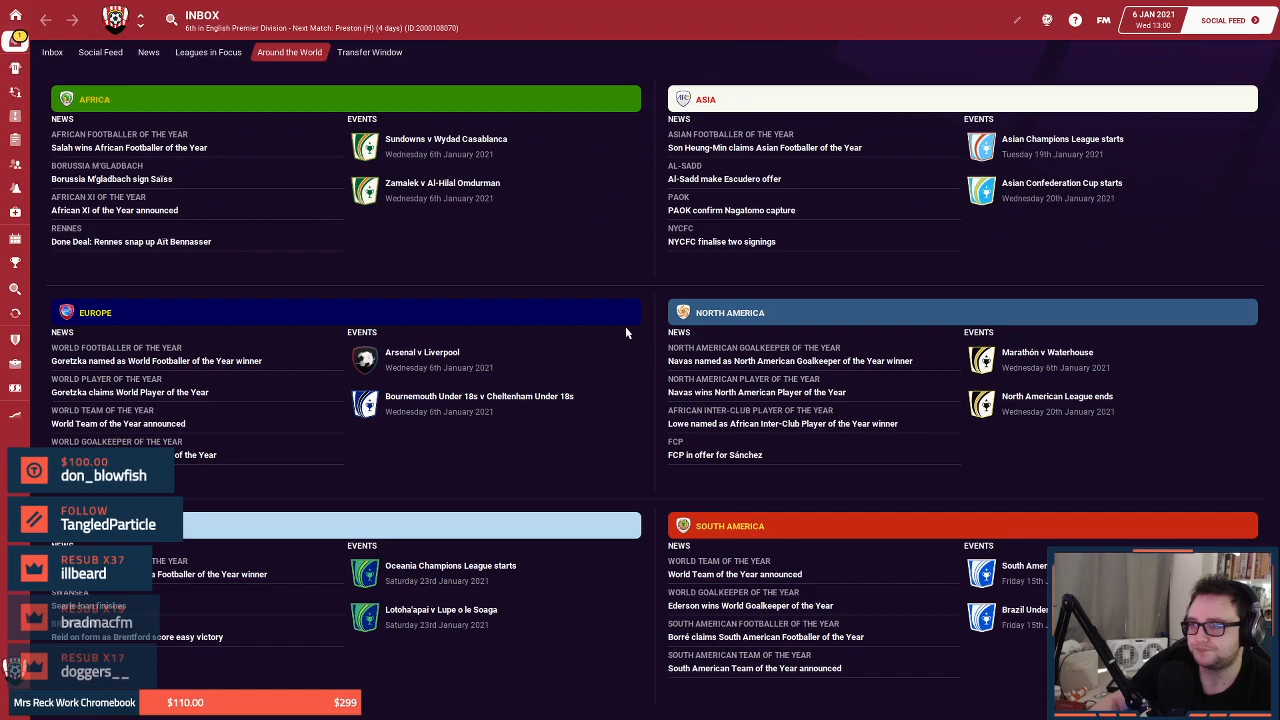 INBOX
6th in English Premier Division - Next Match: Preston (H) (4 days) (ID:2000108070)
FM
6 JAN 2021
Wed 13:00
SOCIAL FEED
1
Inbox
Social Feed
News
Leagues in Focus
Around the World
Transfer Window
AFRICA
NEWS
AFRICAN FOOTBALLER OF THE YEAR
Salah wins African Footballer of the Year
BORUSSIA M'GLADBACH
Borussia M'gladbach sign Saïss
AFRICAN XI OF THE YEAR
African XI of the Year announced
RENNES
Done Deal: Rennes snap up Aït Bennasser
EVENTS
Sundowns v Wydad Casablanca
Wednesday 6th January 2021
Zamalek v Al-Hilal Omdurman
Wednesday 6th January 2021
ASIA
NEWS
ASIAN FOOTBALLER OF THE YEAR
Son Heung-Min claims Asian Footballer of the Year
AL-SADD
Al-Sadd make Escudero offer
PAOK
PAOK confirm Nagatomo capture
NYCFC
NYCFC finalise two signings
EVENTS
Asian Champions League starts
Tuesday 19th January 2021
Asian Confederation Cup starts
Wednesday 20th January 2021
EUROPE
NEWS
WORLD FOOTBALLER OF THE YEAR
Goretzka named as World Footballer of the Year winner
WORLD PLAYER OF THE YEAR
Goretzka claims World Player of the Year
WORLD TEAM OF THE YEAR
World Team of the Year announced
WORLD GOALKEEPER OF THE YEAR
of the Year
EVENTS
Arsenal v Liverpool
Wednesday 6th January 2021
Bournemouth Under 18s v Cheltenham Under 18s
Wednesday 6th January 2021
NORTH AMERICA
NEWS
NORTH AMERICAN GOALKEEPER OF THE YEAR
Navas named as North American Goalkeeper of the Year winner
NORTH AMERICAN PLAYER OF THE YEAR
Navas wins North American Player of the Year
AFRICAN INTER-CLUB PLAYER OF THE YEAR
Lowe named as African Inter-Club Player of the Year winner
FCP
FCP in offer for Sánchez
EVENTS
Marathón v Waterhouse
Wednesday 6th January 2021
North American League ends
Wednesday 20th January 2021
NEWS
THE YEAR
Footballer of the Year winner
SWANSEA
Searle loan finishes
Reid on form as Brentford score easy victory
EVENTS
Oceania Champions League starts
Saturday 23rd January 2021
Lotoha'apai v Lupe o le Soaga
Saturday 23rd January 2021
SOUTH AMERICA
NEWS
WORLD TEAM OF THE YEAR
World Team of the Year announced
WORLD GOALKEEPER OF THE YEAR
Ederson wins World Goalkeeper of the Year
SOUTH AMERICAN FOOTBALLER OF THE YEAR
Borré claims South American Footballer of the Year
SOUTH AMERICAN TEAM OF THE YEAR
South American Team of the Year announced
EVENTS
South Amer
Friday 15th
Brazil Under
Friday 15th
$100.00
don_blowfish
FOLLOW
TangledParticle
RESUB X37
illbeard
RESUB X19
bradmacfm
RESUB X17
doggers__
Mrs Reck Work Chromebook
$110.00
$299